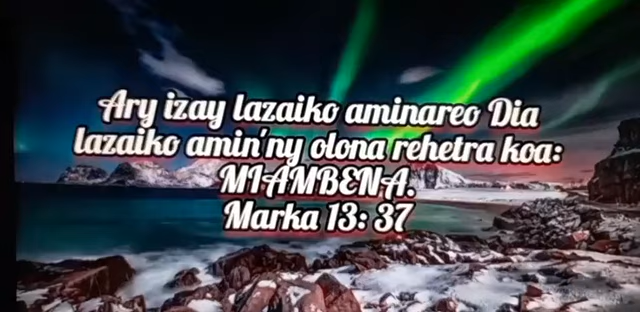 Ary izay lazaiko aminareo Dia
lazaiko amin'ny olona rehetra koa:
MIAMBENA.
Marka 13: 37